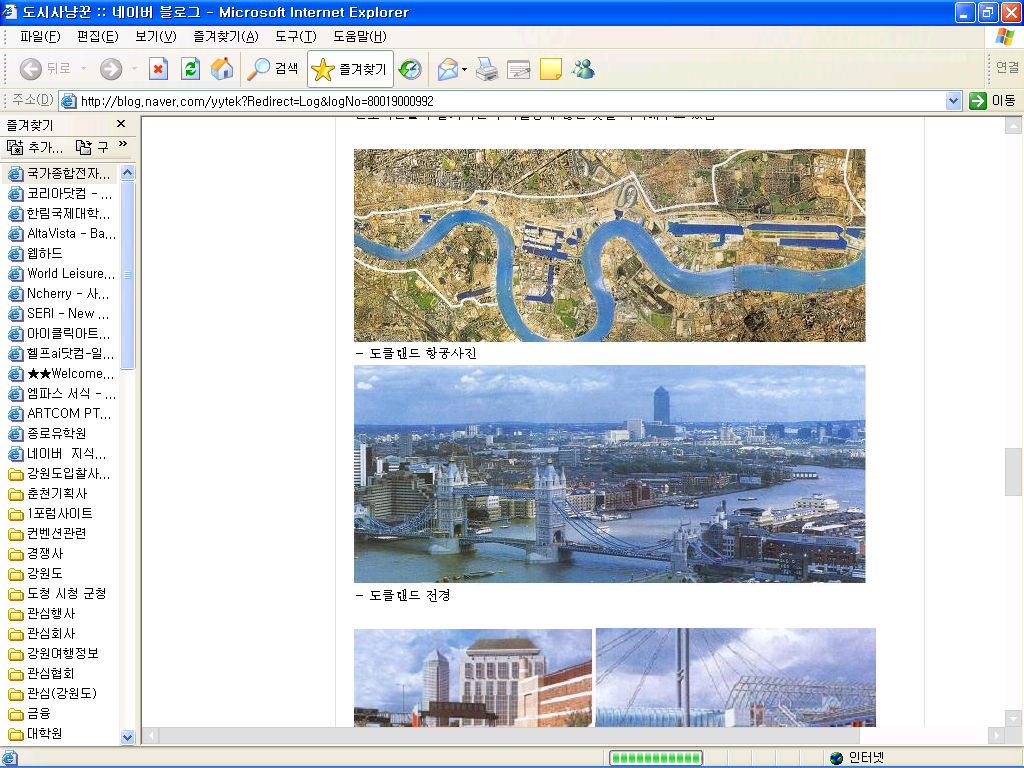 도시사냥꾼 :: 네이버 블로그 - Microsoft Internet Explorer
파일(F) 편집(E) 보기(V) 즐겨찾기(A) 도구(T) 도움말(H)
뒤로 검색 즐겨찾기 연결
주소(D) http://blog.naver.com/yytek?Redirect=Log&logNo=80019000992 이동
즐겨찾기
추가... 구 »
국가종합전자...
코리아닷컴 - ...
한림국제대학...
AltaVista - Ba...
웹하드
World Leisure...
Ncherry - 사...
SERI - New ...
아이클릭아트...
헬프ai닷컴-일...
★★Welcome...
엠파스 서식 - ...
ARTCOM PT...
종로유학원
네이버 지식...
강원도입찰사...
춘천기획사
1포럼사이트
컨벤션관련
경쟁사
강원도
도청 시청 군청
관심행사
관심회사
강원여행정보
관심협회
관심(강원도)
금융
대학원
- 도클랜드 항공사진
- 도클랜드 전경
인터넷